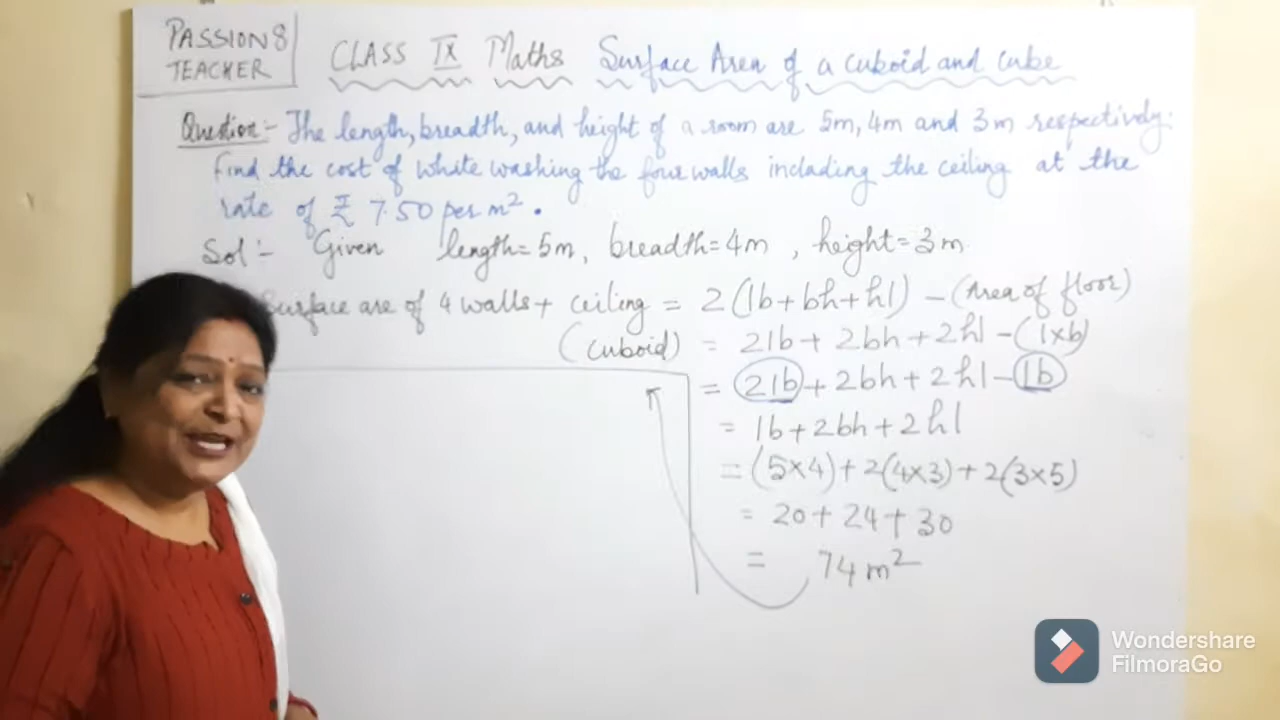 PASSION8
TEACHER
CLASS IX Maths Surface Area of a cuboid and cube
Question:- The length, breadth, and height of a room are 5m, 4m and 3m respectively.
Find the cost of white washing the four walls including the ceiling at the
rate of ₹ 7.50 per m².
Sol:- Given length=5m, breadth=4m, height=3m
Surface are of 4 walls+ ceiling = 2(lb+bh+hl) - (Area of floor)
(cuboid) = 2lb+2bh+2hl-(l×b)
= 2lb+2bh+2hl-lb
= lb+2bh+2hl
= (5×4)+2(4×3)+2(3×5)
= 20+24+30
= 74m²
Wondershare
FilmoraGo